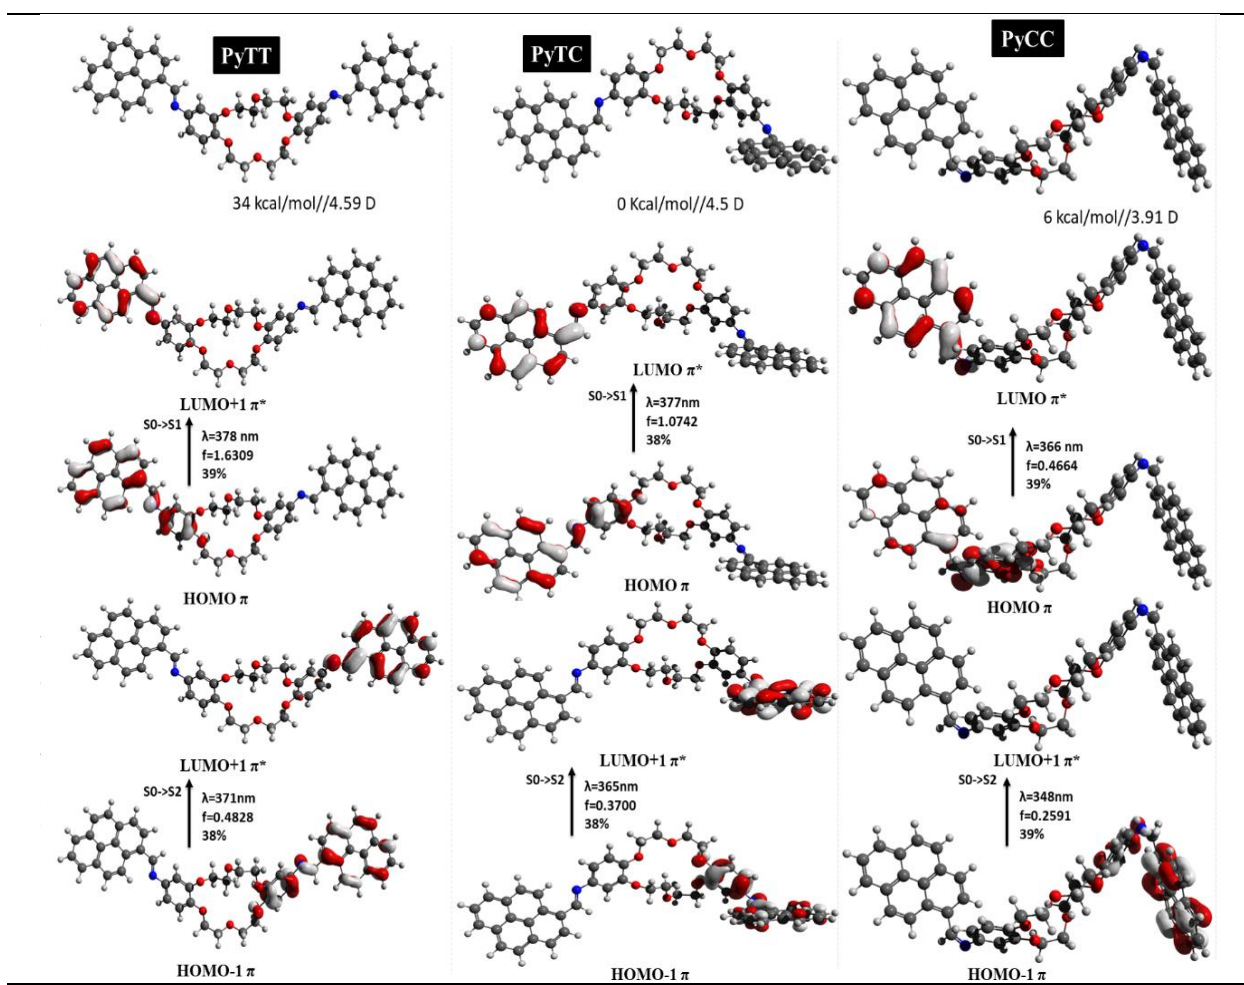 PyTT
34 kcal/mol//4.59 D
LUMO+1 π*
S0->S1
λ=378 nm
f=1.6309
39%
HOMO π
LUMO+1 π*
S0->S2
λ=371nm
f=0.4828
38%
HOMO-1 π
PyTC
0 Kcal/mol//4.5 D
LUMO π*
S0->S1
λ=377nm
f=1.0742
38%
HOMO π
LUMO+1 π*
S0->S2
λ=365nm
f=0.3700
38%
HOMO-1 π
PyCC
6 kcal/mol//3.91 D
LUMO π*
S0->S1
λ=366 nm
f=0.4664
39%
HOMO π
LUMO+1 π*
S0->S2
λ=348nm
f=0.2591
39%
HOMO-1 π